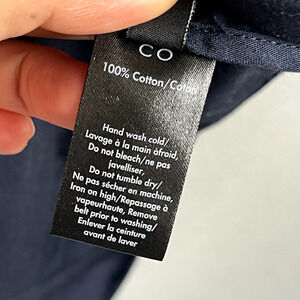 CO
100% Cotton/Coton
Hand wash cold/
Lavage à la main àfroid,
Do not bleach/ne pas
javelliser,
Do not tumble dry/
Ne pas sécher en machine,
Iron on high/Repassage à
vapeurhaute, Remove
belt prior to washing/
Enlever la ceinture
avant de laver